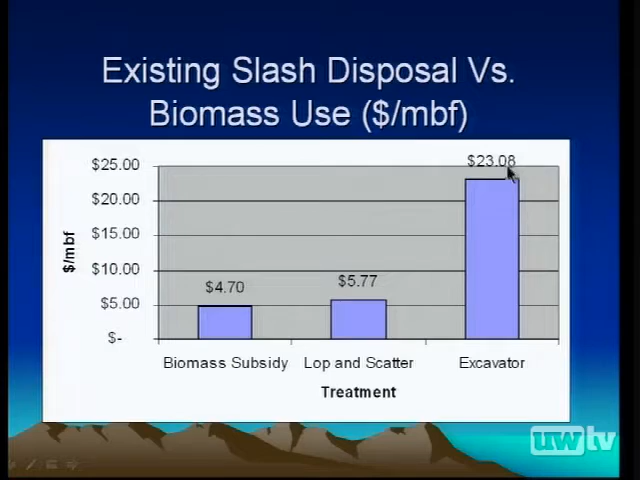 Existing Slash Disposal Vs.
Biomass Use ($/mbf)
$25.00
$20.00
$15.00
$10.00
$5.00
$-
$/mbf
$4.70
$5.77
$23.08
Biomass Subsidy
Lop and Scatter
Excavator
Treatment
uwtv